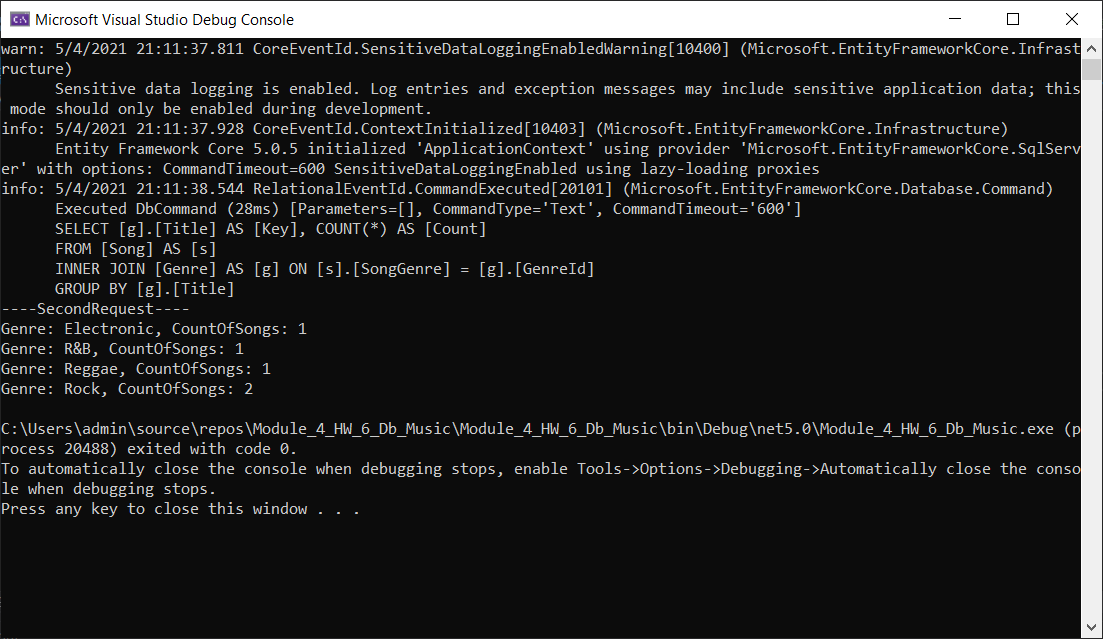 Microsoft Visual Studio Debug Console
warn: 5/4/2021 21:11:37.811 CoreEventId.SensitiveDataLoggingEnabledWarning[10400] (Microsoft.EntityFrameworkCore.Infrast
ructure)
      Sensitive data logging is enabled. Log entries and exception messages may include sensitive application data; this
 mode should only be enabled during development.
info: 5/4/2021 21:11:37.928 CoreEventId.ContextInitialized[10403] (Microsoft.EntityFrameworkCore.Infrastructure)
      Entity Framework Core 5.0.5 initialized 'ApplicationContext' using provider 'Microsoft.EntityFrameworkCore.SqlServ
er' with options: CommandTimeout=600 SensitiveDataLoggingEnabled using lazy-loading proxies
info: 5/4/2021 21:11:38.544 RelationalEventId.CommandExecuted[20101] (Microsoft.EntityFrameworkCore.Database.Command)
      Executed DbCommand (28ms) [Parameters=[], CommandType='Text', CommandTimeout='600']
      SELECT [g].[Title] AS [Key], COUNT(*) AS [Count]
      FROM [Song] AS [s]
      INNER JOIN [Genre] AS [g] ON [s].[SongGenre] = [g].[GenreId]
      GROUP BY [g].[Title]
----SecondRequest----
Genre: Electronic, CountOfSongs: 1
Genre: R&B, CountOfSongs: 1
Genre: Reggae, CountOfSongs: 1
Genre: Rock, CountOfSongs: 2
C:\Users\admin\source\repos\Module_4_HW_6_Db_Music\Module_4_HW_6_Db_Music\bin\Debug\net5.0\Module_4_HW_6_Db_Music.exe (p
rocess 20488) exited with code 0.
To automatically close the console when debugging stops, enable Tools->Options->Debugging->Automatically close the conso
le when debugging stops.
Press any key to close this window . . .